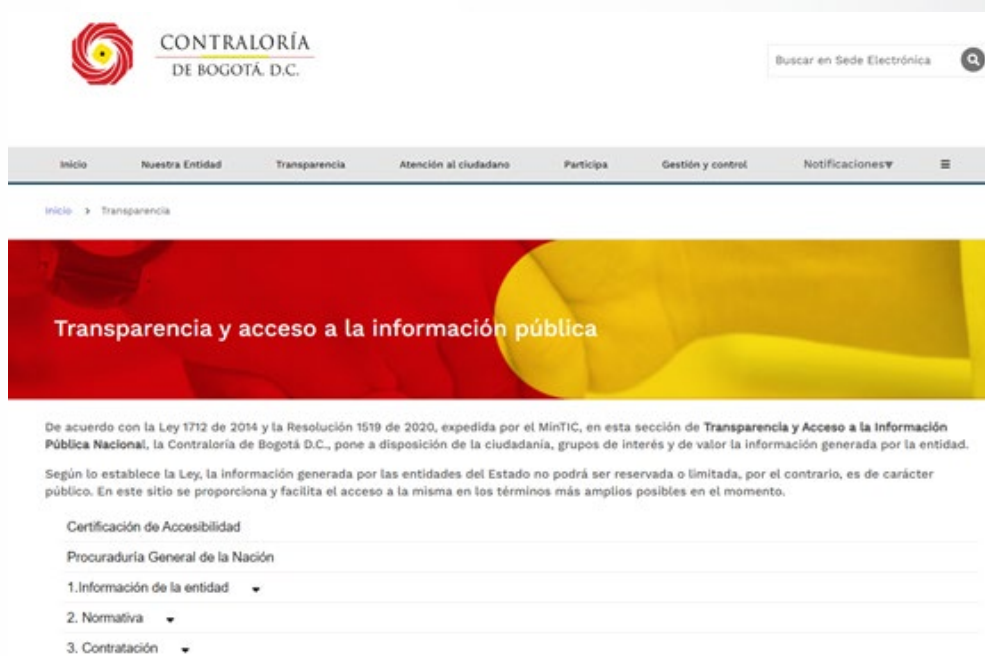 CONTRALORÍA
DE BOGOTÁ. D.C.
Buscar en Sede Electrónica
Inicio Nuestra Entidad Transparencia Atención al ciudadano Participa Gestión y control Notificaciones▾ ≡
Inicio > Transparencia
Transparencia y acceso a la información pública
De acuerdo con la Ley 1712 de 2014 y la Resolución 1519 de 2020, expedida por el MinTIC, en esta sección de Transparencia y Acceso a la Información
Pública Nacional, la Contraloría de Bogotá D.C., pone a disposición de la ciudadanía, grupos de interés y de valor la información generada por la entidad.
Según lo establece la Ley, la información generada por las entidades del Estado no podrá ser reservada o limitada, por el contrario, es de carácter
público. En este sitio se proporciona y facilita el acceso a la misma en los términos más amplios posibles en el momento.
Certificación de Accesibilidad
Procuraduría General de la Nación
1.Información de la entidad
2. Normativa
3. Contratación